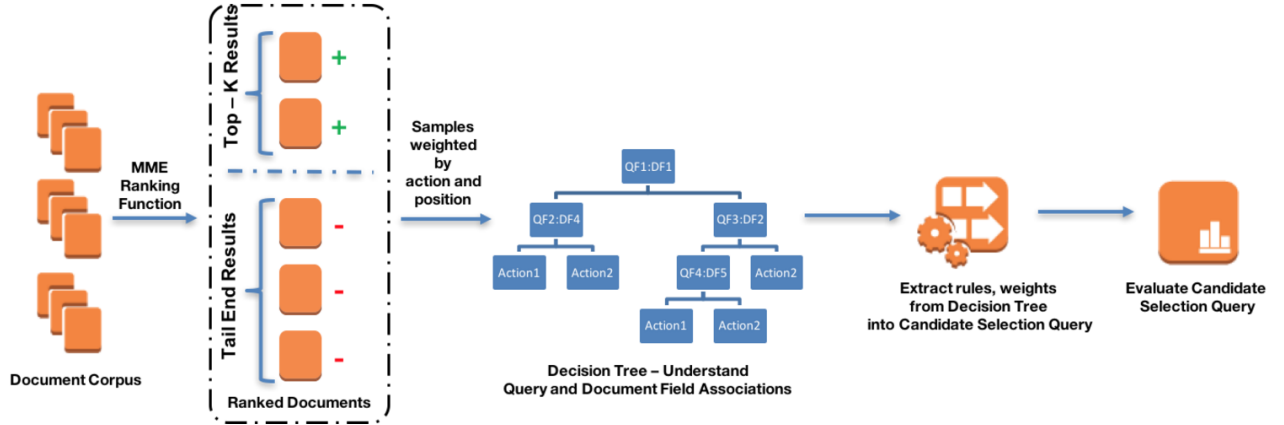 MME
Ranking
Function
Document Corpus
Top – K Results
+
+
Tail End Results
-
-
-
Ranked Documents
Samples
weighted
by
action and
position
QF1:DF1
QF2:DF4
QF3:DF2
Action1
Action2
QF4:DF5
Action2
Action1
Action2
Decision Tree – Understand
Query and Document Field Associations
Extract rules, weights
from Decision Tree
into Candidate Selection Query
Evaluate Candidate
Selection Query